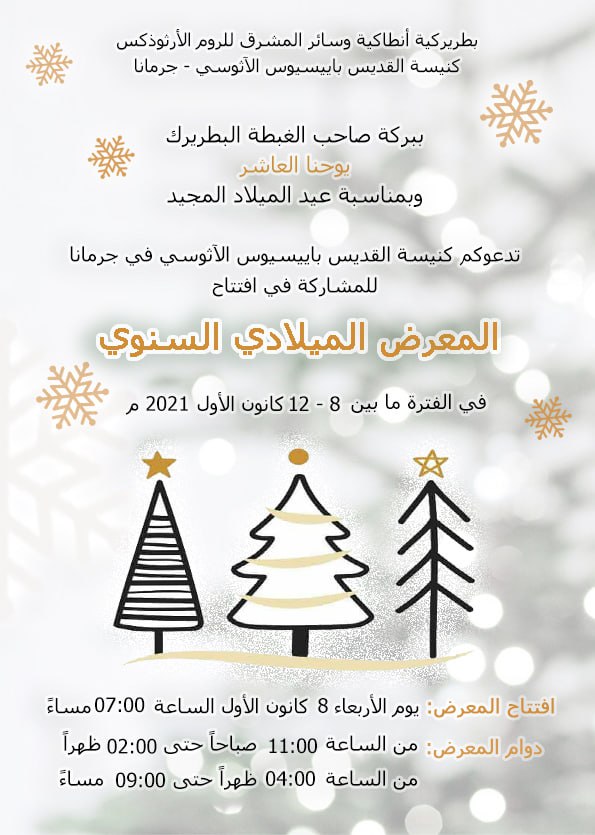 بطريركية أنطاكية وسائر المشرق للروم الأرثوذكس
كنيسة القديس باييسيوس الآثوسي - جرمانا
ببركة صاحب الغبطة البطريرك
يوحنا العاشر
وبمناسبة عيد الميلاد المجيد
تدعوكم كنيسة القديس باييسيوس الآثوسي في جرمانا
للمشاركة في افتتاح
المعرض الميلادي السنوي
في الفترة ما بين 8 - 12 كانون الأول 2021 م
افتتاح المعرض: يوم الأربعاء 8 كانون الأول الساعة 07:00 مساءً
دوام المعرض: من الساعة 11:00 صباحاً حتى 02:00 ظهراً
من الساعة 04:00 ظهراً حتى 09:00 مساءً